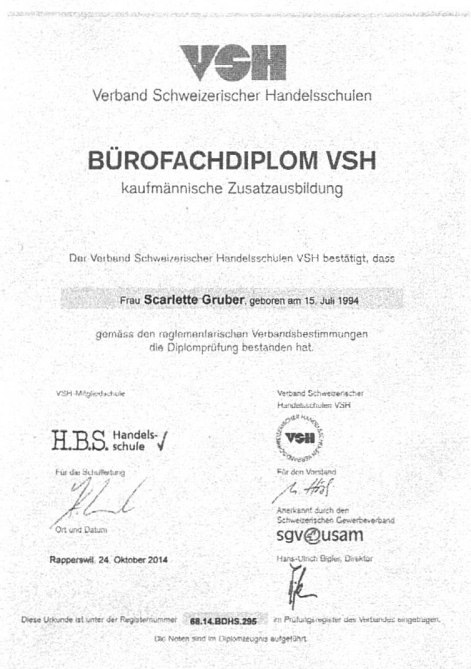 VSH
Verband Schweizerischer Handelsschulen
BÜROFACHDIPLOM VSH
kaufmännische Zusatzausbildung
Der Verband Schweizerischer Handelsschulen VSH bestätigt, dass
Frau Scarlette Gruber, geboren am 15. Juli 1994
gemäss den reglementarischen Verbandsbestimmungen
die Diplomprüfung bestanden hat.
VSH-Mitgliedschule
H.B.S. Handels-
schule
Für die Schulleitung
Ort und Datum
Rapperswil, 24. Oktober 2014
Verband Schweizerischer
Handelsschulen VSH
VSH
Für den Vorstand
Anerkannt durch den
Schweizerischen Gewerbeverband
sgv@usam
Hans-Ulrich Bigler, Direktor
Diese Urkunde ist unter der Registernummer 68.14.BDHS.295 im Prüfungsregister des Verbandes eingetragen.
Die Noten sind im Diplomzeugnis aufgeführt.